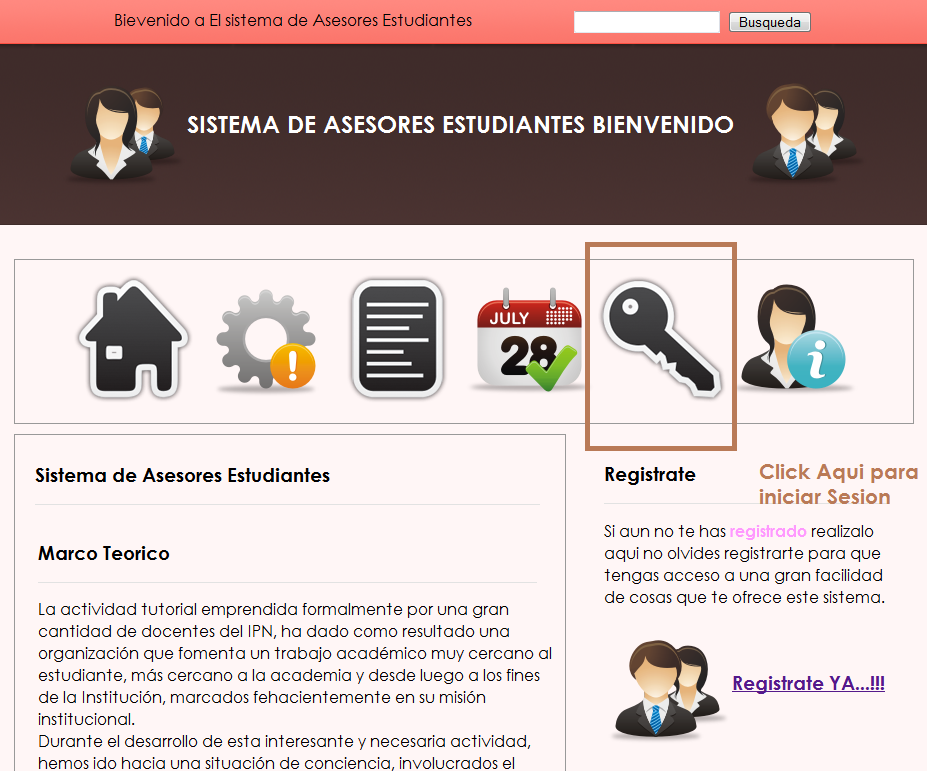 Bievenido a El sistema de Asesores Estudiantes
Busqueda
SISTEMA DE ASESORES ESTUDIANTES BIENVENIDO
JULY
28
i
Sistema de Asesores Estudiantes
Marco Teorico
La actividad tutorial emprendida formalmente por una gran
cantidad de docentes del IPN, ha dado como resultado una
organización que fomenta un trabajo académico muy cercano al
estudiante, más cercano a la academia y desde luego a los fines
de la Institución, marcados fehacientemente en su misión
institucional.
Durante el desarrollo de esta interesante y necesaria actividad,
hemos ido hacia una situación de conciencia, involucrados el
Registrate
Click Aqui para
iniciar Sesion
Si aun no te has registrado realizalo
aqui no olvides registrarte para que
tengas acceso a una gran facilidad
de cosas que te ofrece este sistema.
Registrate YA...!!!